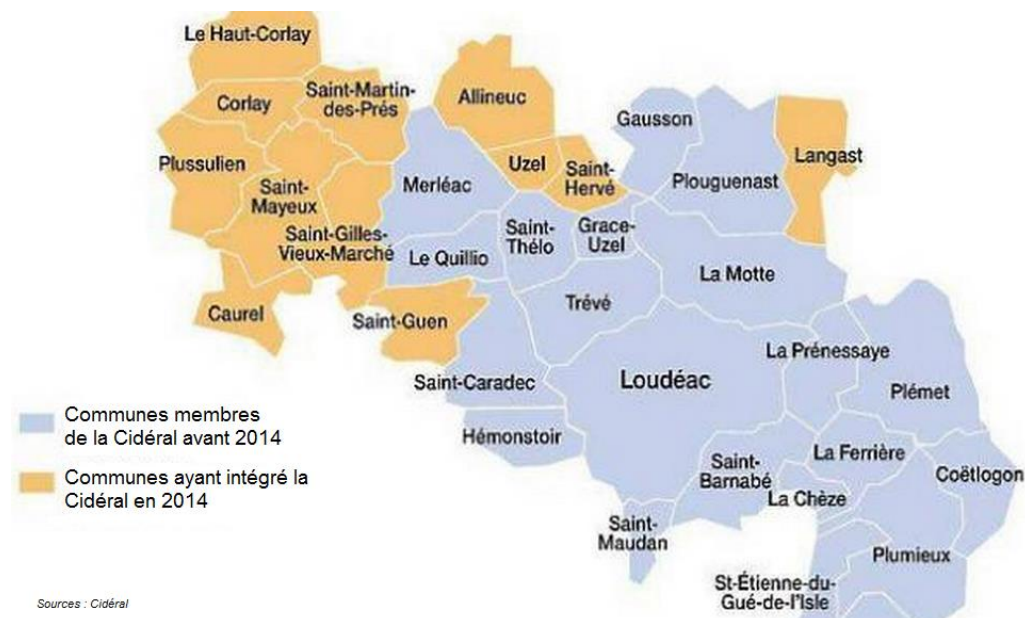 Le Haut-Corlay
Corlay
Saint-Martin-
des-Prés
Allineuc
Gausson
Plussulien
Merléac
Uzel
Saint-
Hervé
Plouguenast
Langast
Saint-
Mayeux
Saint-Gilles-
Vieux-Marché
Le Quillio
Saint-
Thélo
Grace-
Uzel
La Motte
Caurel
Saint-Guen
Trévé
Saint-Caradec
Loudéac
La Prénessaye
Plémet
Hémonstoir
Saint-
Barnabé
La Ferrière
Coëtlogon
La Chèze
Saint-
Maudan
Plumieux
St-Étienne-du-
Gué-de-l'Isle
Communes membres
de la Cidéral avant 2014
Communes ayant intégré la
Cidéral en 2014
Sources : Cidéral